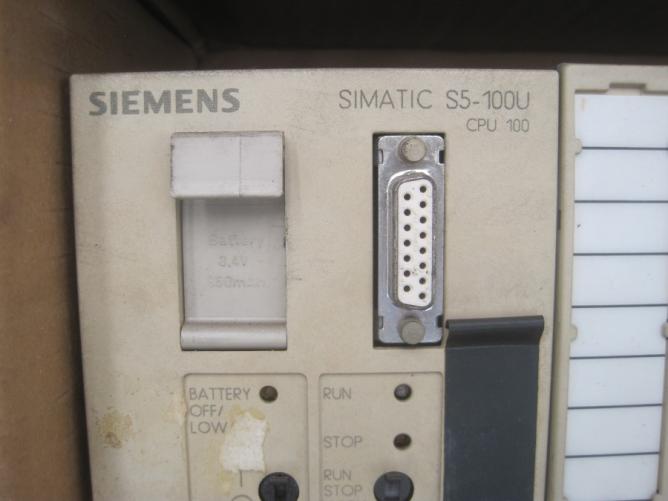 SIEMENS
SIMATIC S5-100U
CPU 100
Battery
3,4V
BATTERY
OFF/
LOW
RUN
STOP
RUN
STOP